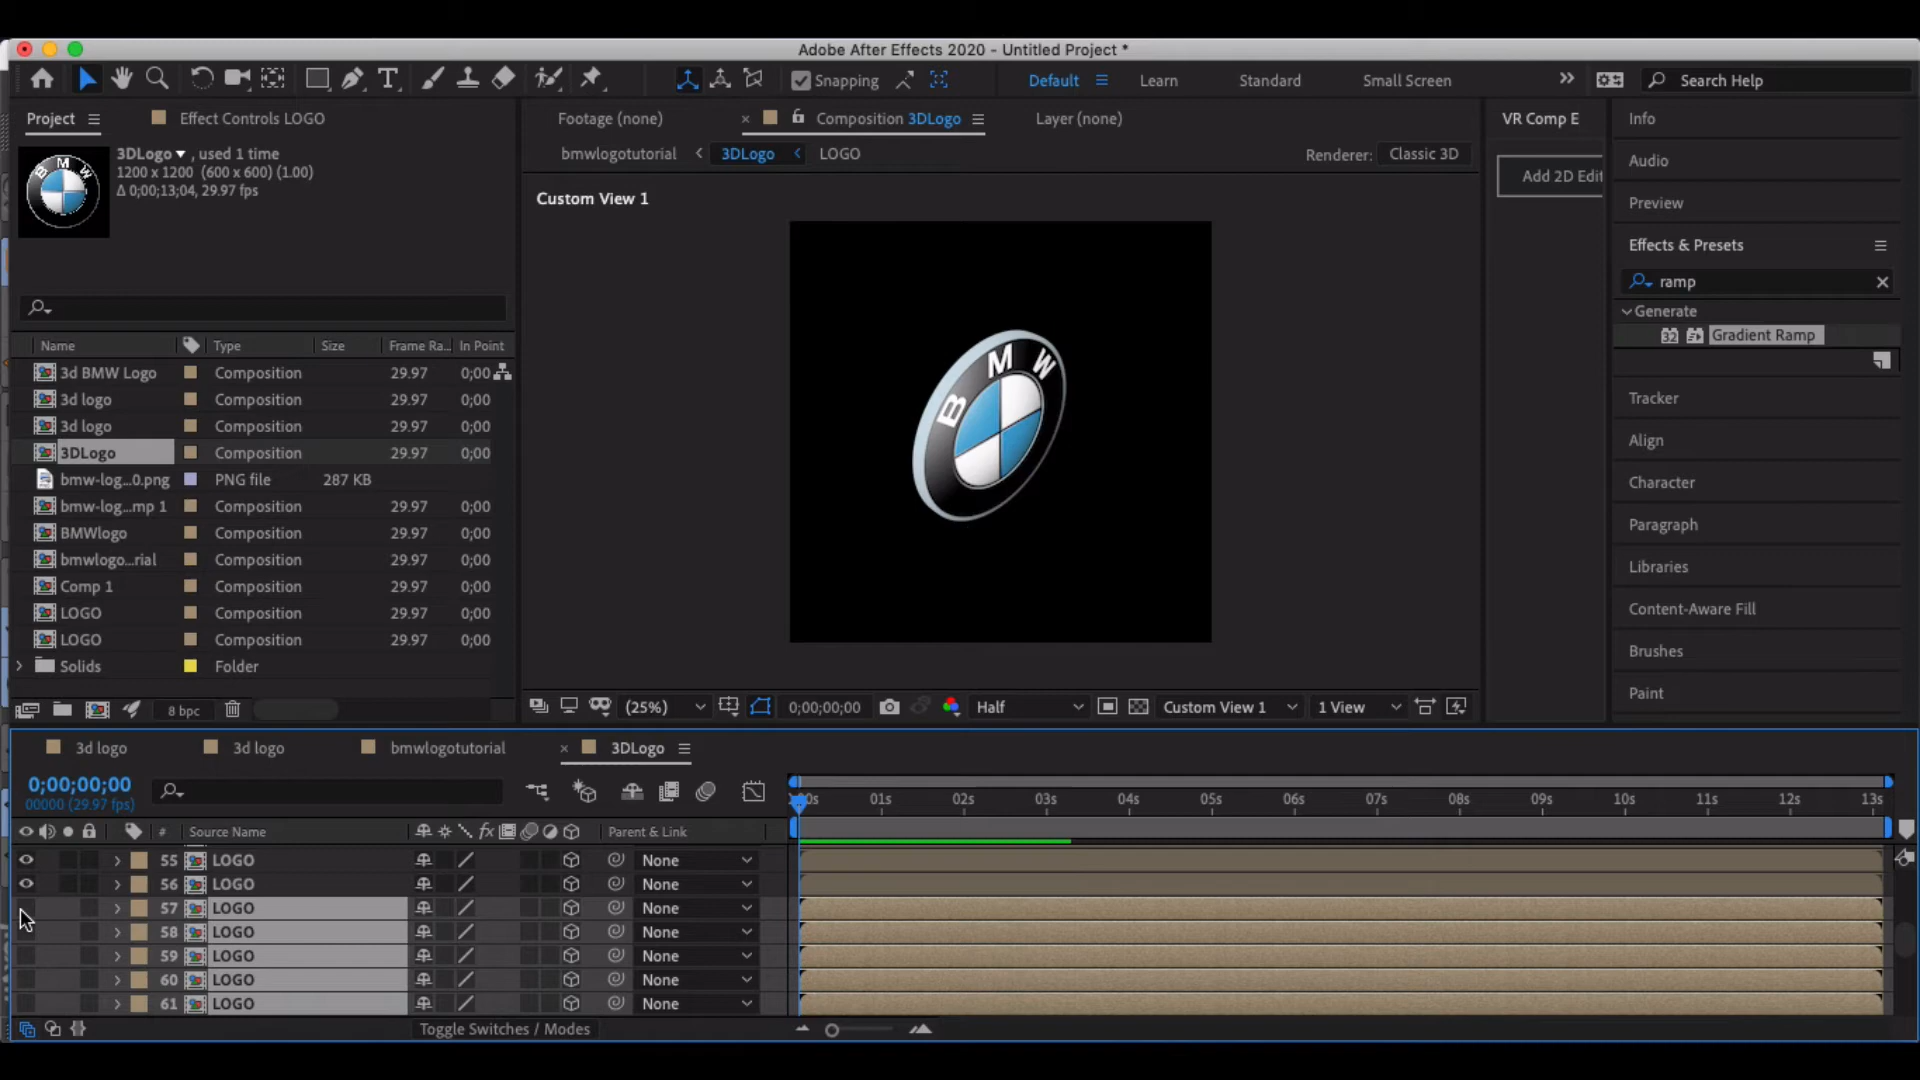 Adobe After Effects 2020 - Untitled Project *
Snapping
Default
Learn
Standard
Small Screen
Search Help
Project
Effect Controls LOGO
Footage (none)
Composition 3DLogo
Layer (none)
VR Comp E
Info
3DLogo , used 1 time
1200 x 1200 (600 x 600) (1.00)
Δ 0;00;13;04, 29.97 fps
bmwlogotutorial
3DLogo
LOGO
Renderer:
Classic 3D
Add 2D Edit
Audio
Preview
Effects & Presets
ramp
Generate
32
Gradient Ramp
Tracker
Align
Character
Paragraph
Libraries
Content-Aware Fill
Brushes
Paint
Custom View 1
B M W
B M W
Name
Type
Size
Frame Ra...
In Point
3d BMW Logo Composition 29.97 0;00
3d logo Composition 29.97 0;00
3d logo Composition 29.97 0;00
3DLogo Composition 29.97 0;00
bmw-log...0.png PNG file 287 KB
bmw-log...mp 1 Composition 29.97 0;00
BMWlogo Composition 29.97 0;00
bmwlogo...rial Composition 29.97 0;00
Comp 1 Composition 29.97 0;00
LOGO Composition 29.97 0;00
LOGO Composition 29.97 0;00
Solids Folder
8 bpc
(25%)
0;00;00;00
Half
Custom View 1
1 View
3d logo
3d logo
bmwlogotutorial
3DLogo
0;00;00;00
00000 (29.97 fps)
00s 01s 02s 03s 04s 05s 06s 07s 08s 09s 10s 11s 12s 13s
# Source Name fx Parent & Link
55 LOGO None
56 LOGO None
57 LOGO None
58 LOGO None
59 LOGO None
60 LOGO None
61 LOGO None
Toggle Switches / Modes